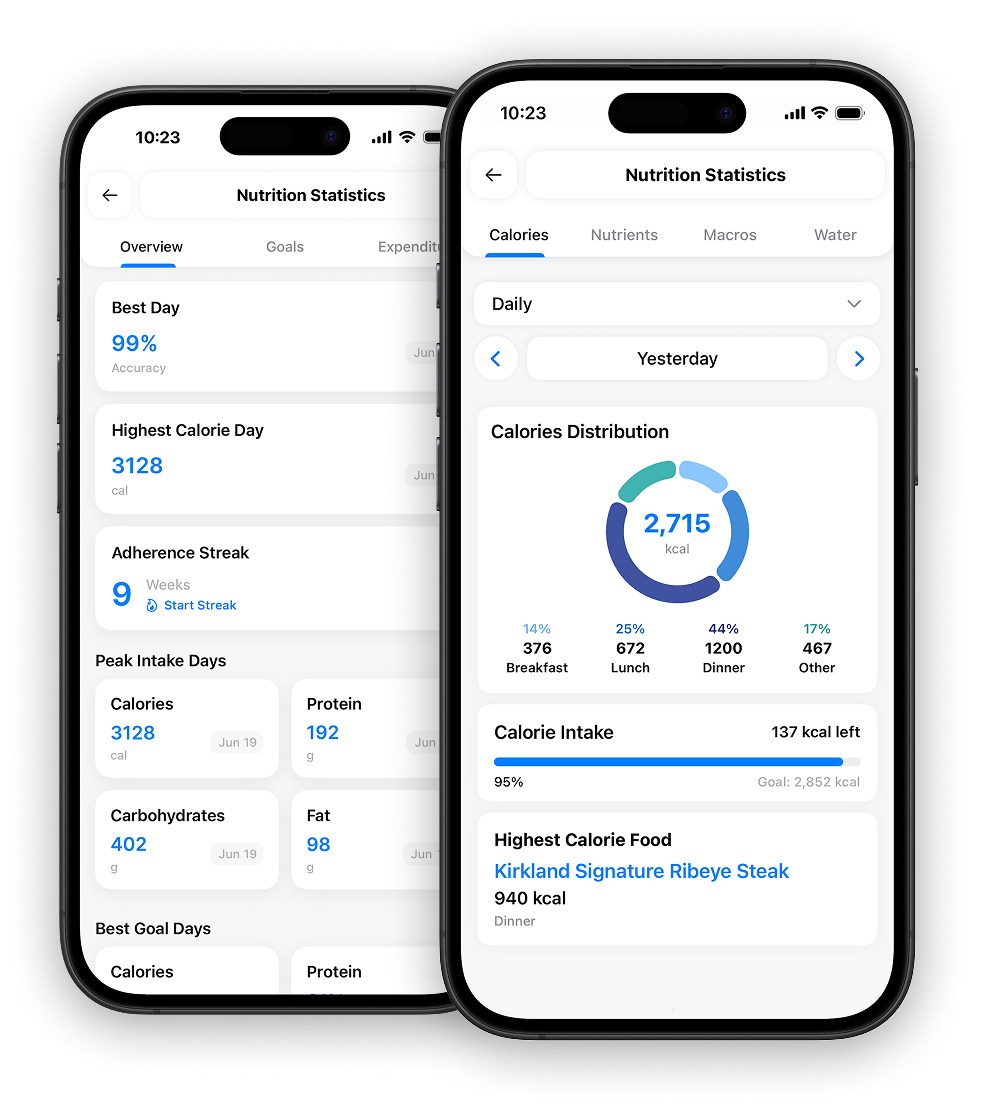 10:23
Nutrition Statistics
Overview
Goals
Best Day
99%
Jun
Accuracy
Highest Calorie Day
3128
Jun
cal
Adherence Streak
9
Weeks
Start Streak
Peak Intake Days
Calories
3128
Jun 19
cal
Protein
192
Jun
g
Carbohydrates
402
Jun 19
g
Fat
98
Jun
g
Best Goal Days
Calories
Protein
10:23
Nutrition Statistics
Calories
Nutrients
Macros
Water
Daily
Yesterday
Calories Distribution
2,715
kcal
14% 25% 44% 17%
376 672 1200 467
Breakfast Lunch Dinner Other
Calorie Intake
137 kcal left
95%
Goal: 2,852 kcal
Highest Calorie Food
Kirkland Signature Ribeye Steak
940 kcal
Dinner